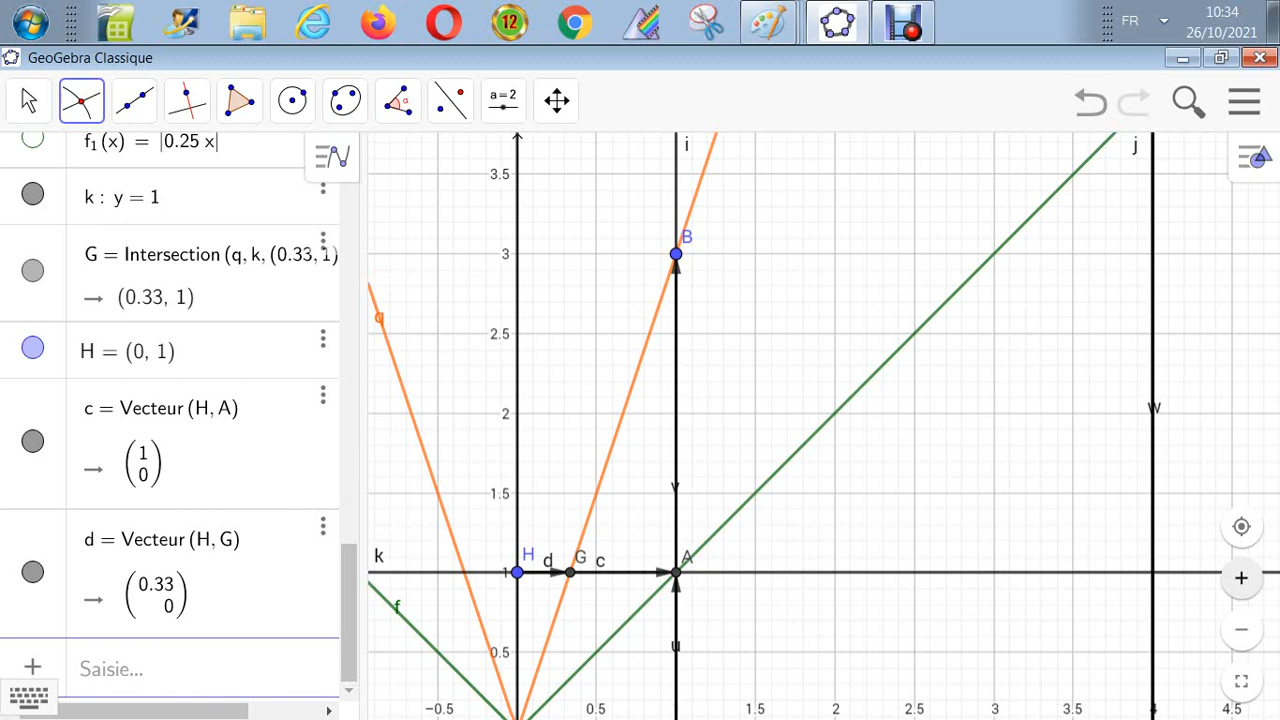 12
FR
10:34
26/10/2021
GeoGebra Classique
α
a=2
f₁(x) = |0.25 x|
k : y = 1
G = Intersection (q, k, (0.33, 1)
→ (0.33, 1)
H = (0, 1)
c = Vecteur (H, A)
→ (1
0)
d = Vecteur (H, G)
→ (0.33
0)
+ Saisie...
i
j
3.5
B
3
q
2.5
2
w
1.5
v
k
H
d
G
c
A
1
f
u
0.5
−0.5
0.5
1.5
2
2.5
3
3.5
4
4.5